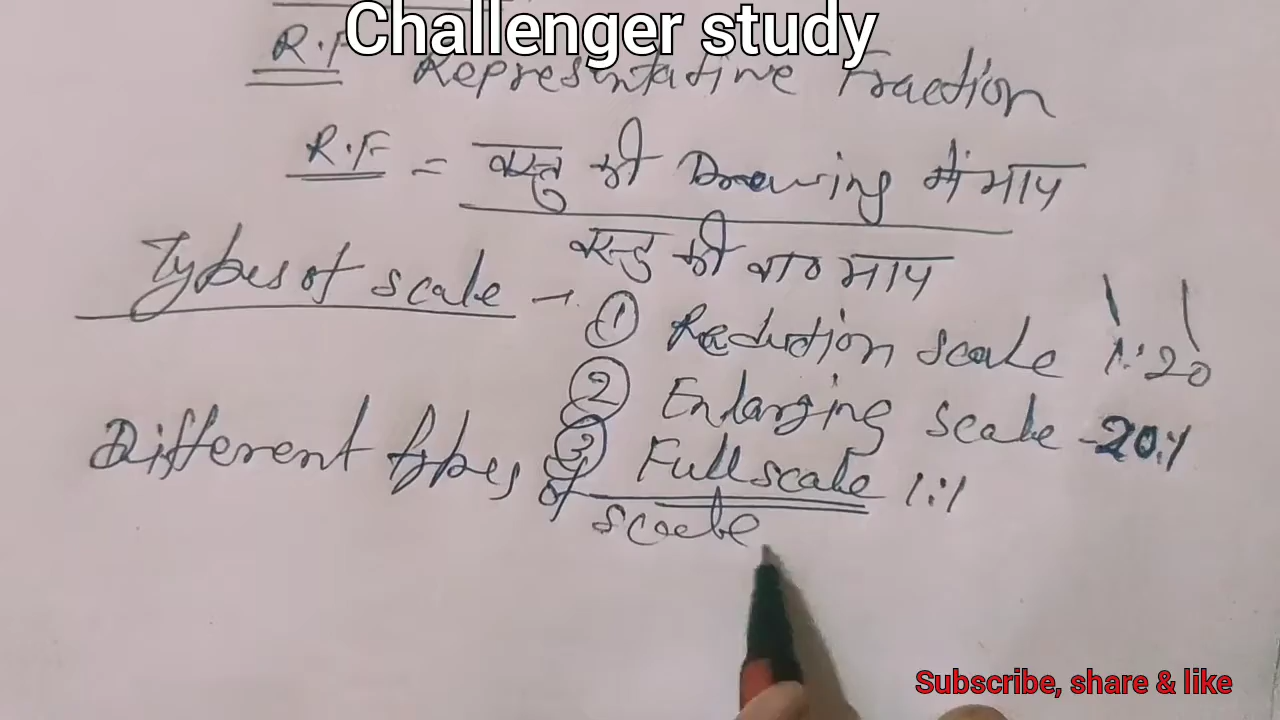 Challenger study
R.F Representative Fraction
R.F = वस्तु की Drawing में माप
वस्तु की वा० माप
Types of scale →
① Reduction scale 1:20
② Enlarging scale - 20:1
③ Full scale 1:1
Different types of scale
Subscribe, share & like